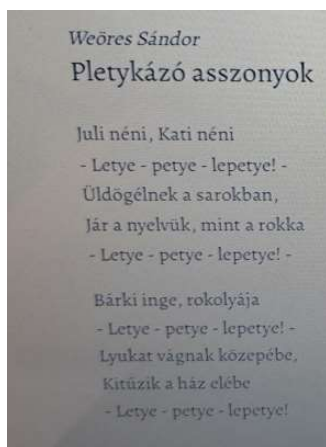 Weöres Sándor
Pletykázó asszonyok
Juli néni, Kati néni
- Letye - petye - lepetye! -
Üldögélnek a sarokban,
Jár a nyelvük, mint a rokka
- Letye - petye - lepetye! -
Bárki inge, rokolyája
- Letye - petye - lepetye! -
Lyukat vágnak közepébe,
Kitűzik a ház elébe
- Letye - petye - lepetye!